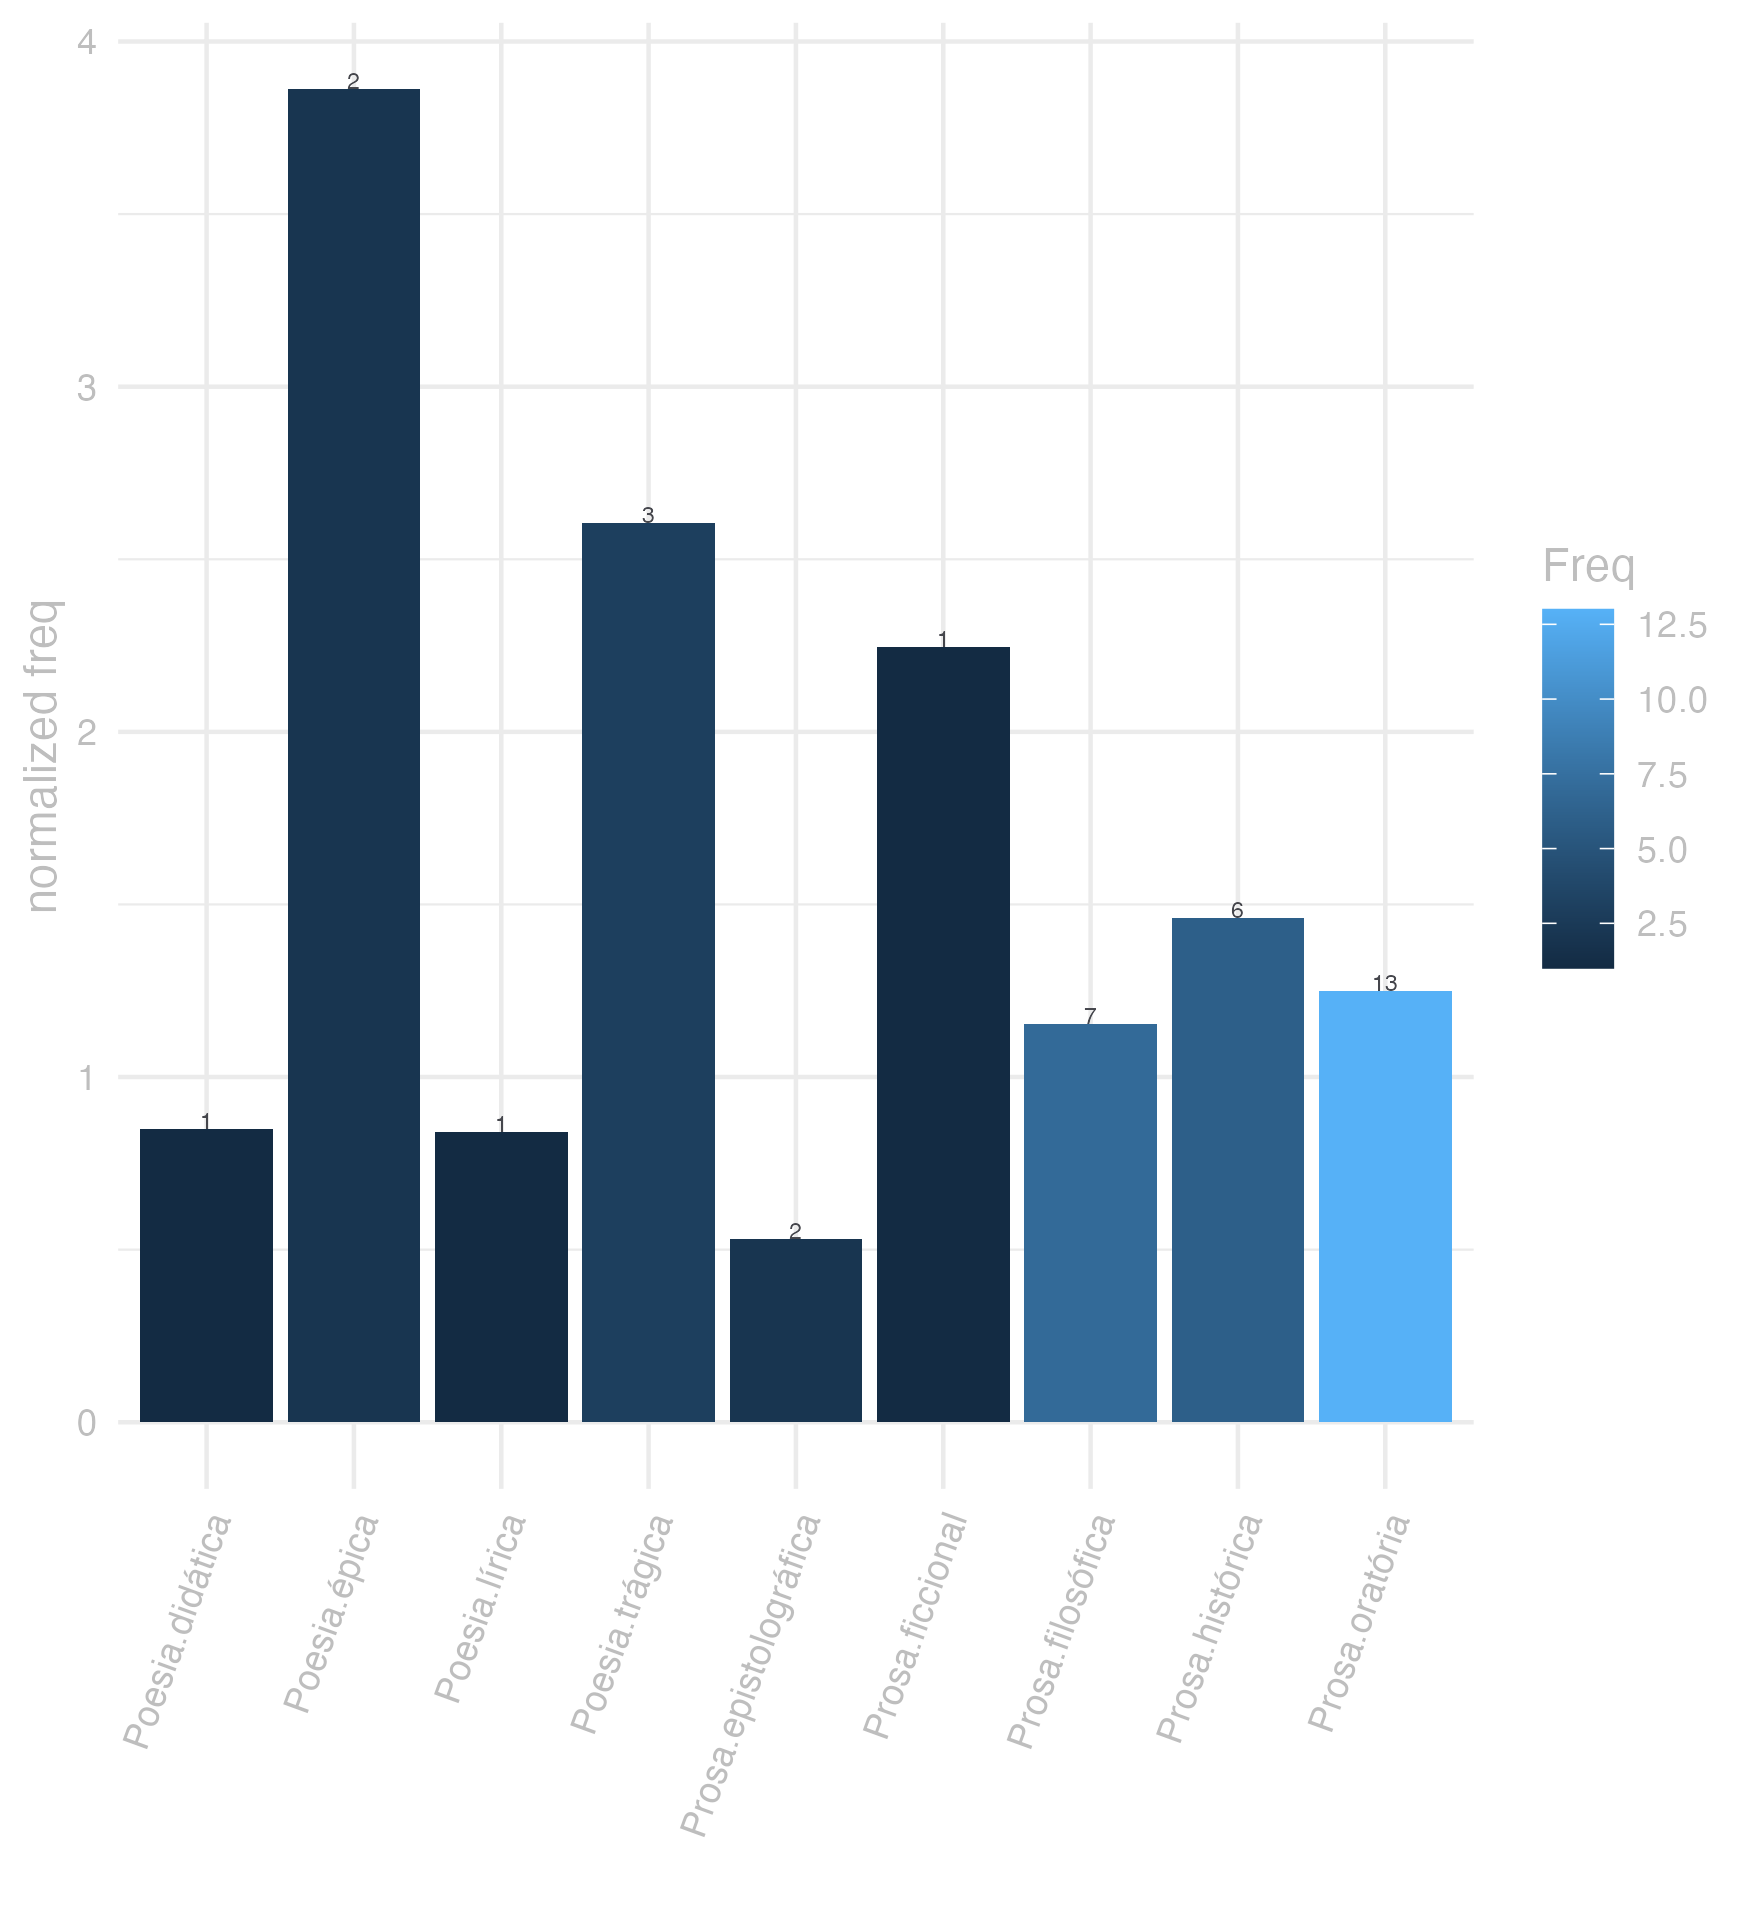 4
3
2
1
0
normalized freq
1
2
1
3
2
1
7
6
13
Poesia.didática
Poesia.épica
Poesia.lírica
Poesia.trágica
Prosa.epistolográfica
Prosa.ficcional
Prosa.filosófica
Prosa.histórica
Prosa.oratória
Freq
12.5
10.0
7.5
5.0
2.5